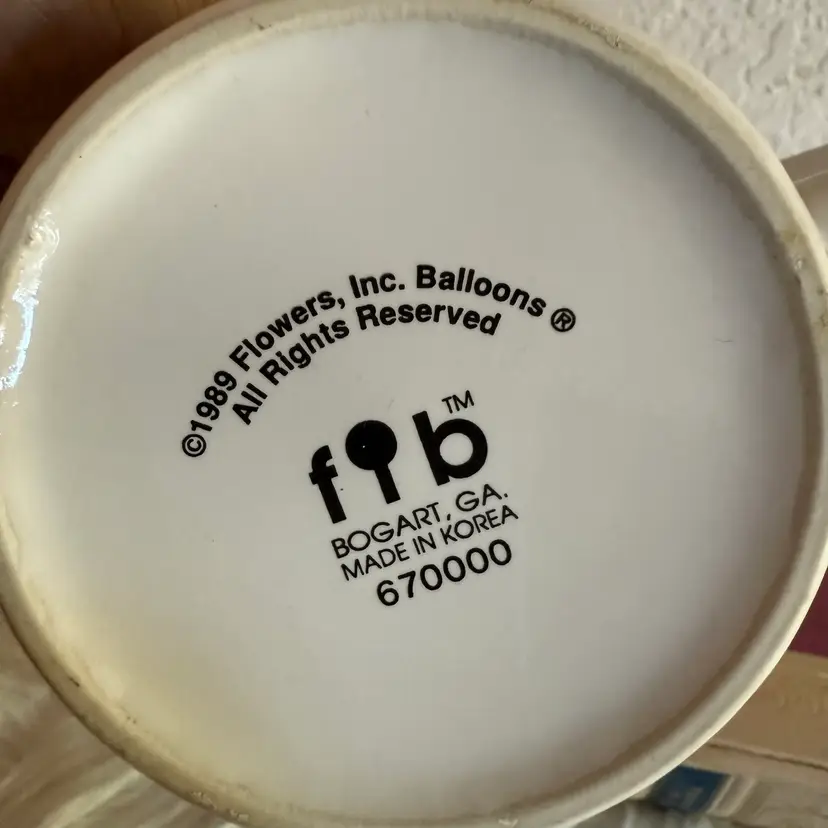 ©1989 Flowers, Inc. Balloons ®
All Rights Reserved
fib™
BOGART, GA.
MADE IN KOREA
670000